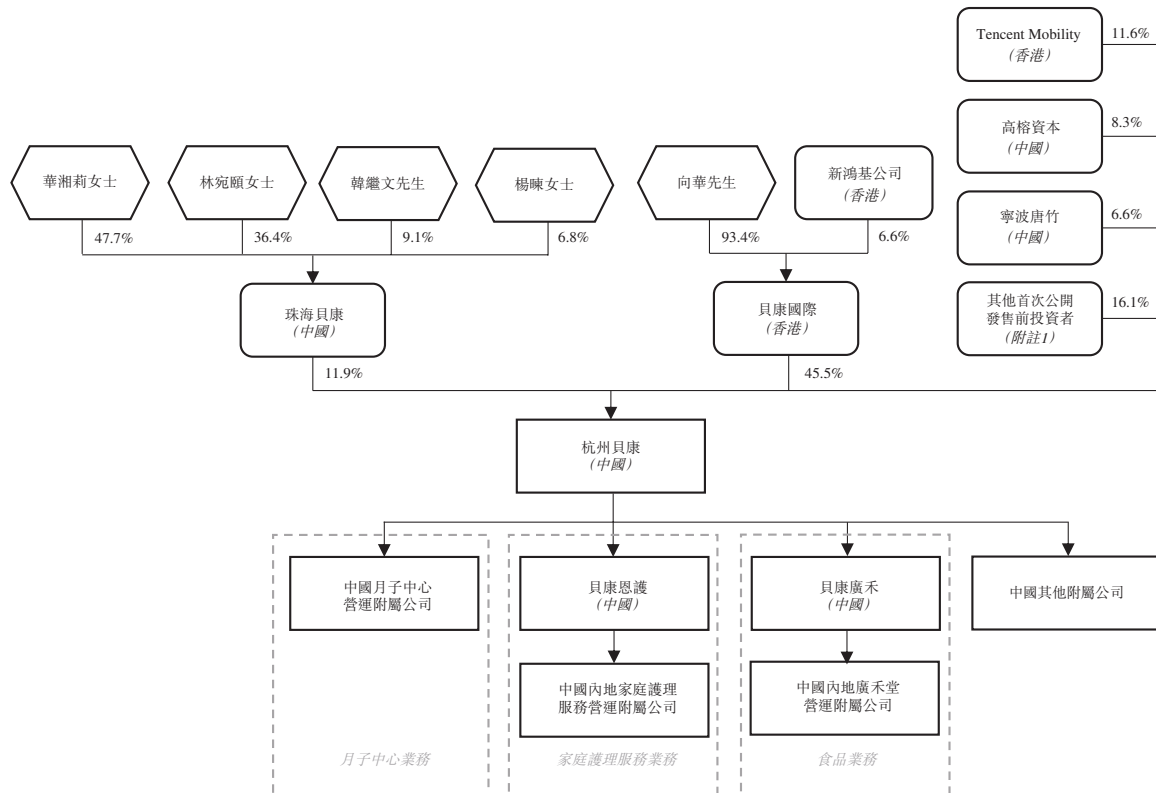 Tencent Mobility
(香港)
11.6%
高榕資本
(中國)
8.3%
華湘莉女士
林宛頤女士
韓繼文先生
楊暕女士
向華先生
新鴻基公司
(香港)
寧波唐竹
(中國)
6.6%
47.7%
36.4%
9.1%
6.8%
93.4%
6.6%
珠海貝康
(中國)
貝康國際
(香港)
其他首次公開
發售前投資者
(附註1)
16.1%
11.9%
45.5%
杭州貝康
(中國)
中國月子中心
營運附屬公司
貝康恩護
(中國)
貝康廣禾
(中國)
中國其他附屬公司
中國內地家庭護理
服務營運附屬公司
中國內地廣禾堂
營運附屬公司
月子中心業務
家庭護理服務業務
食品業務